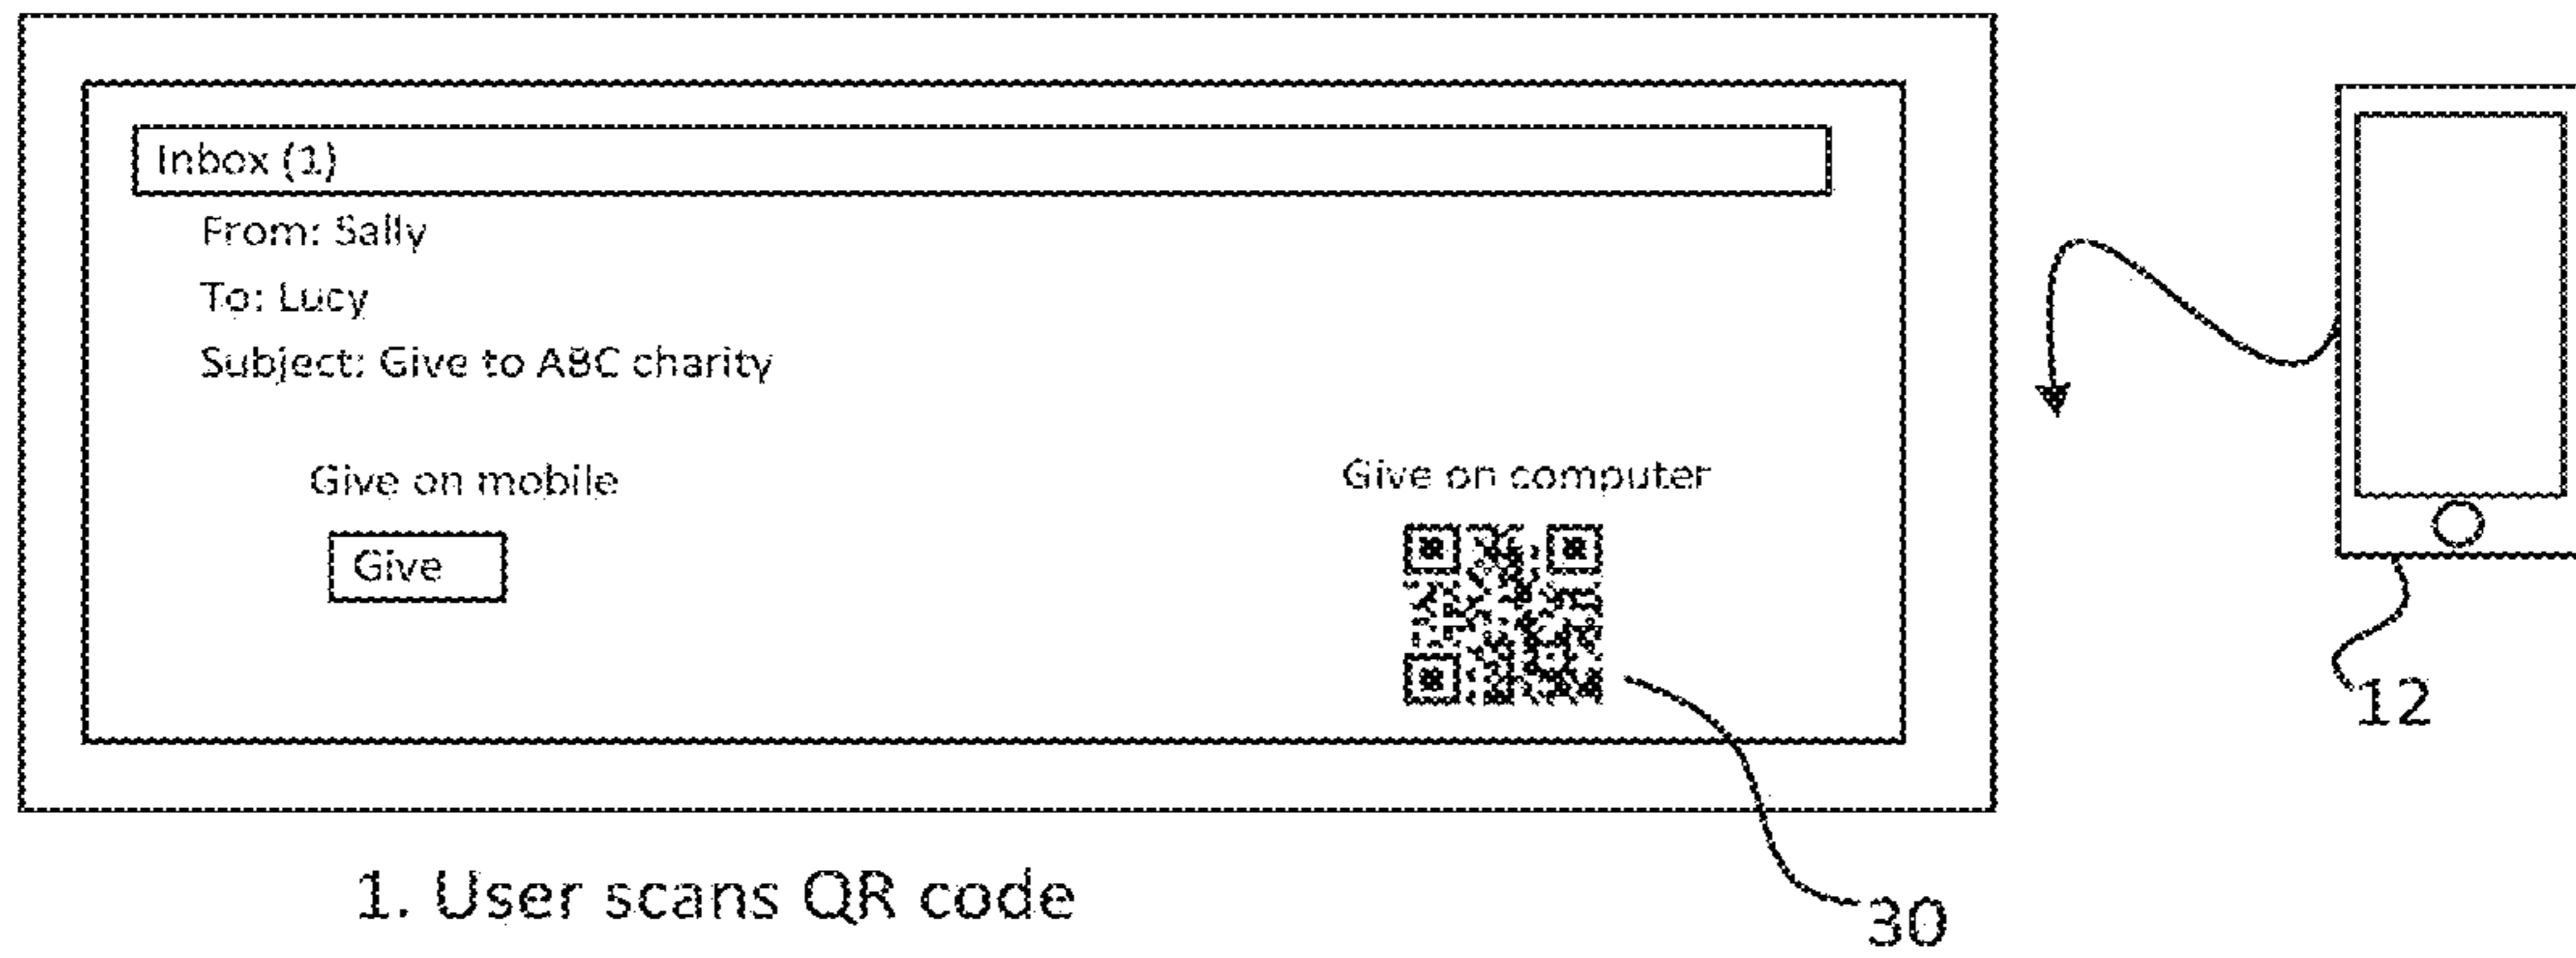 Inbox (1)
From: Sally
To: Lucy
Subject: Give to ABC charity
Give on mobile
Give on computer
Give
12
1. User scans QR code
30